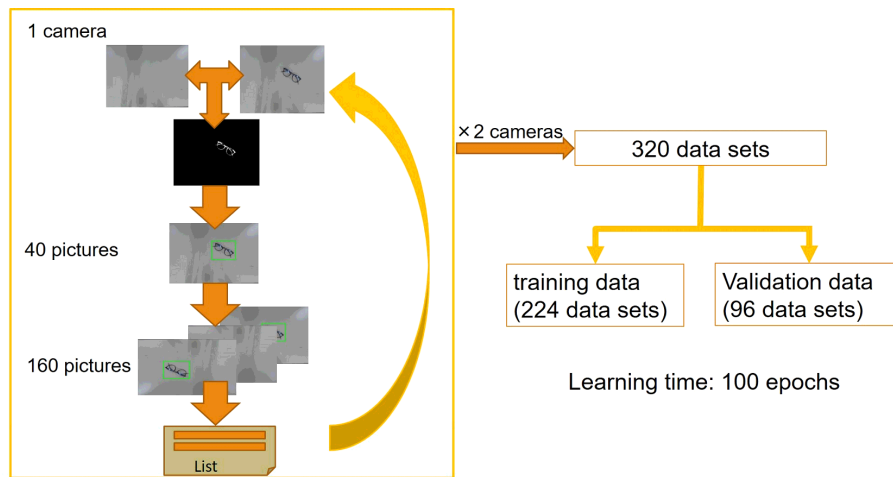 1 camera
40 pictures
160 pictures
List
×2 cameras
320 data sets
training data
(224 data sets)
Validation data
(96 data sets)
Learning time: 100 epochs